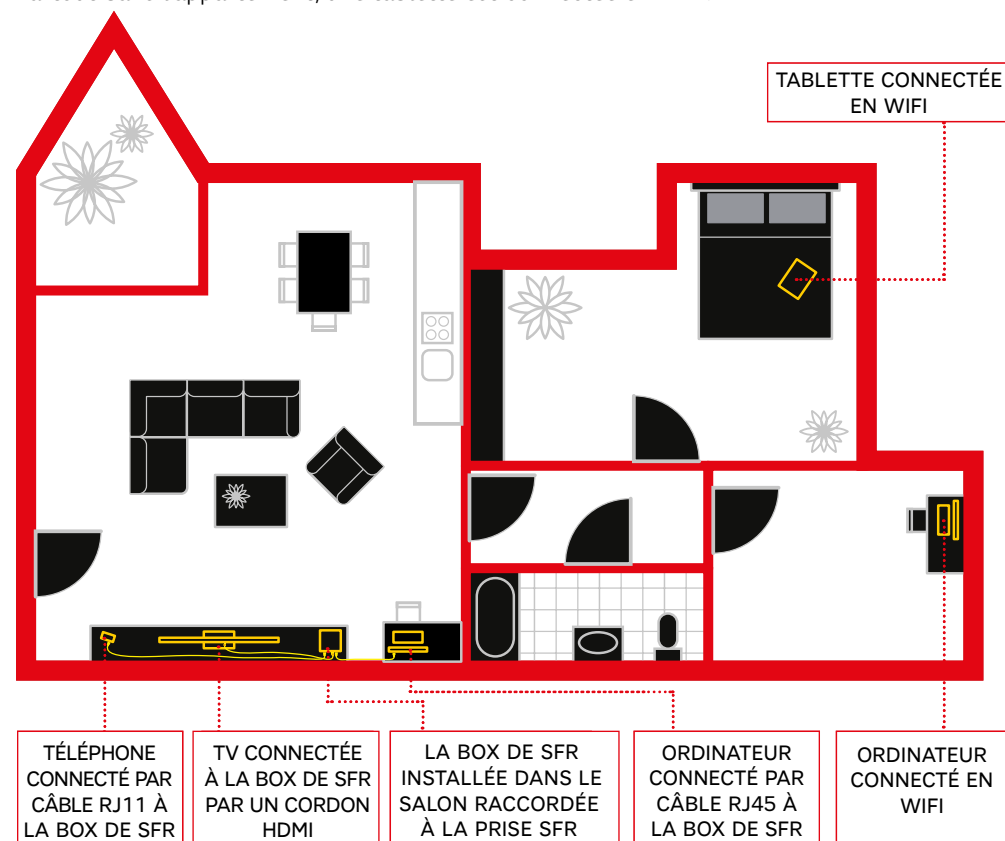 TABLETTE CONNECTÉE
EN WIFI
TÉLÉPHONE
CONNECTÉ PAR
CÂBLE RJ11 À
LA BOX DE SFR
TV CONNECTÉE
À LA BOX DE SFR
PAR UN CORDON
HDMI
LA BOX DE SFR
INSTALLÉE DANS LE
SALON RACCORDÉE
À LA PRISE SFR
ORDINATEUR
CONNECTÉ PAR
CÂBLE RJ45 À
LA BOX DE SFR
ORDINATEUR
CONNECTÉ EN
WIFI